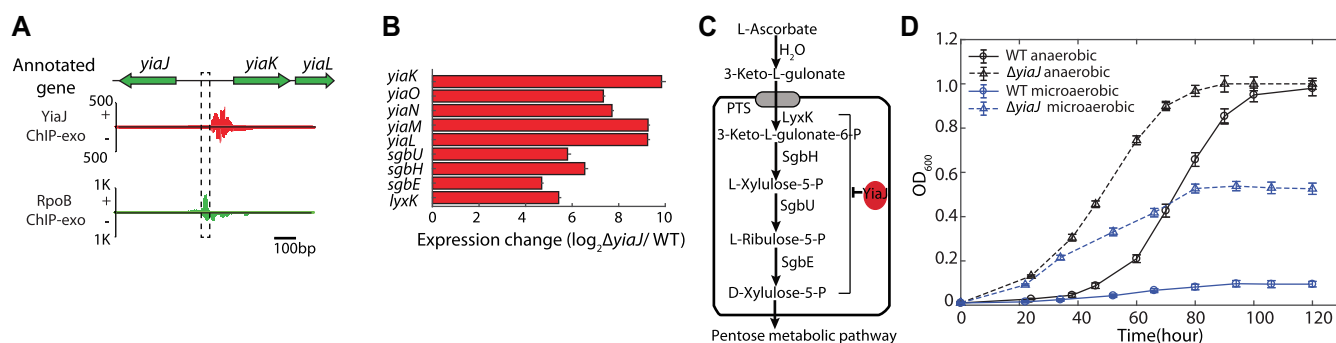 A
Annotated
gene
yiaJ
yiaK
yiaL
500
+
-
500
YiaJ
ChIP-exo
1K
+
-
1K
RpoB
ChIP-exo
100bp
B
yiaK
yiaO
yiaN
yiaM
yiaL
sgbU
sgbH
sgbE
lyxK
0 2 4 6 8 10
Expression change (log₂ΔyiaJ/ WT)
C
L-Ascorbate
H₂O
3-Keto-L-gulonate
PTS
LyxK
3-Keto-L-gulonate-6-P
SgbH
L-Xylulose-5-P
SgbU
YiaJ
L-Ribulose-5-P
SgbE
D-Xylulose-5-P
Pentose metabolic pathway
D
WT anaerobic
ΔyiaJ anaerobic
WT microaerobic
ΔyiaJ microaerobic
1.2
1.0
0.8
0.6
0.4
0.2
0
OD₆₀₀
0 20 40 60 80 100 120
Time(hour)